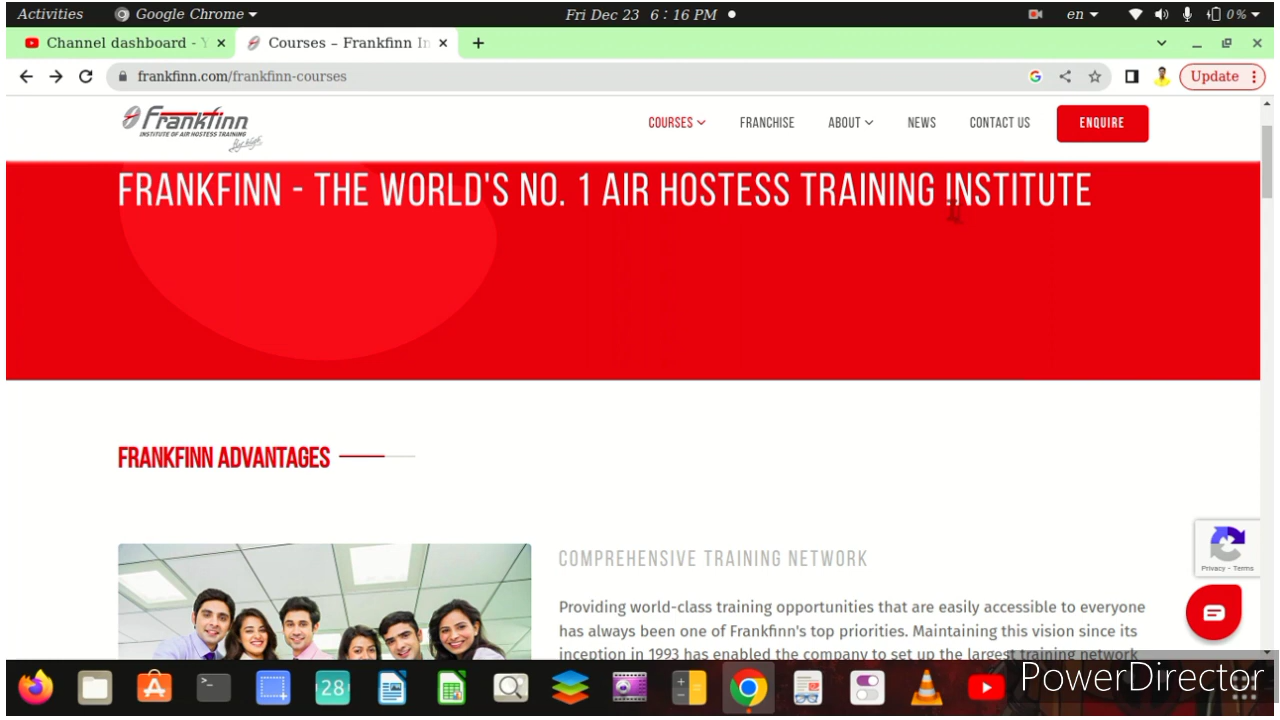 Activities Google Chrome Fri Dec 23 6:16 PM en 0%
Channel dashboard - Y Courses – Frankfinn In
frankfinn.com/frankfinn-courses Update
Frankfinn
INSTITUTE OF AIR HOSTESS TRAINING
Fly high
COURSES FRANCHISE ABOUT NEWS CONTACT US ENQUIRE
FRANKFINN - THE WORLD'S NO. 1 AIR HOSTESS TRAINING INSTITUTE
FRANKFINN ADVANTAGES
COMPREHENSIVE TRAINING NETWORK
Privacy - Terms
Providing world-class training opportunities that are easily accessible to everyone
has always been one of Frankfinn's top priorities. Maintaining this vision since its
inception in 1993 has enabled the company to set up the largest training network
28
PowerDirector